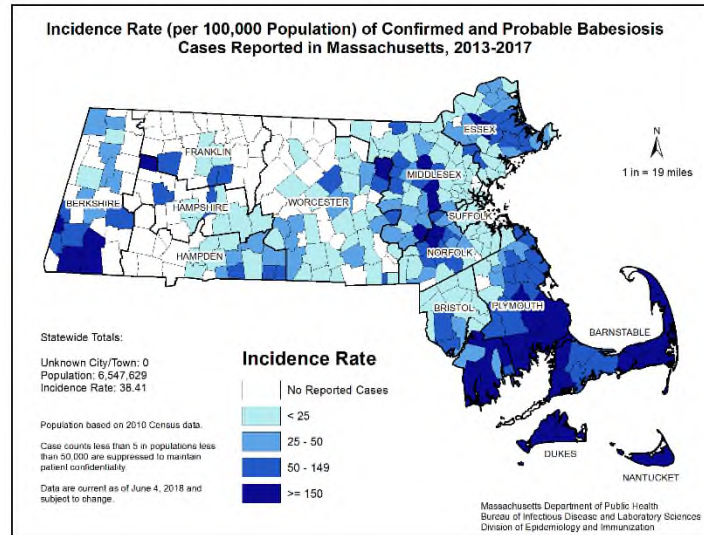 Incidence Rate (per 100,000 Population) of Confirmed and Probable Babesiosis
Cases Reported in Massachusetts, 2013-2017
N
1 in = 19 miles
ESSEX
FRANKLIN
MIDDLESEX
BERKSHIRE
HAMPSHIRE
WORCESTER
SUFFOLK
HAMPDEN
NORFOLK
BRISTOL
PLYMOUTH
BARNSTABLE
DUKES
NANTUCKET
Statewide Totals:
Unknown City/Town: 0
Population: 6,547,629
Incidence Rate: 38.41
Population based on 2010 Census data.
Case counts less than 5 in populations less
than 50,000 are suppressed to maintain
patient confidentiality
Data are current as of June 4, 2018 and
subject to change.
Incidence Rate
No Reported Cases
< 25
25 - 50
50 - 149
>= 150
Massachusetts Department of Public Health
Bureau of Infectious Disease and Laboratory Sciences
Division of Epidemiology and Immunization